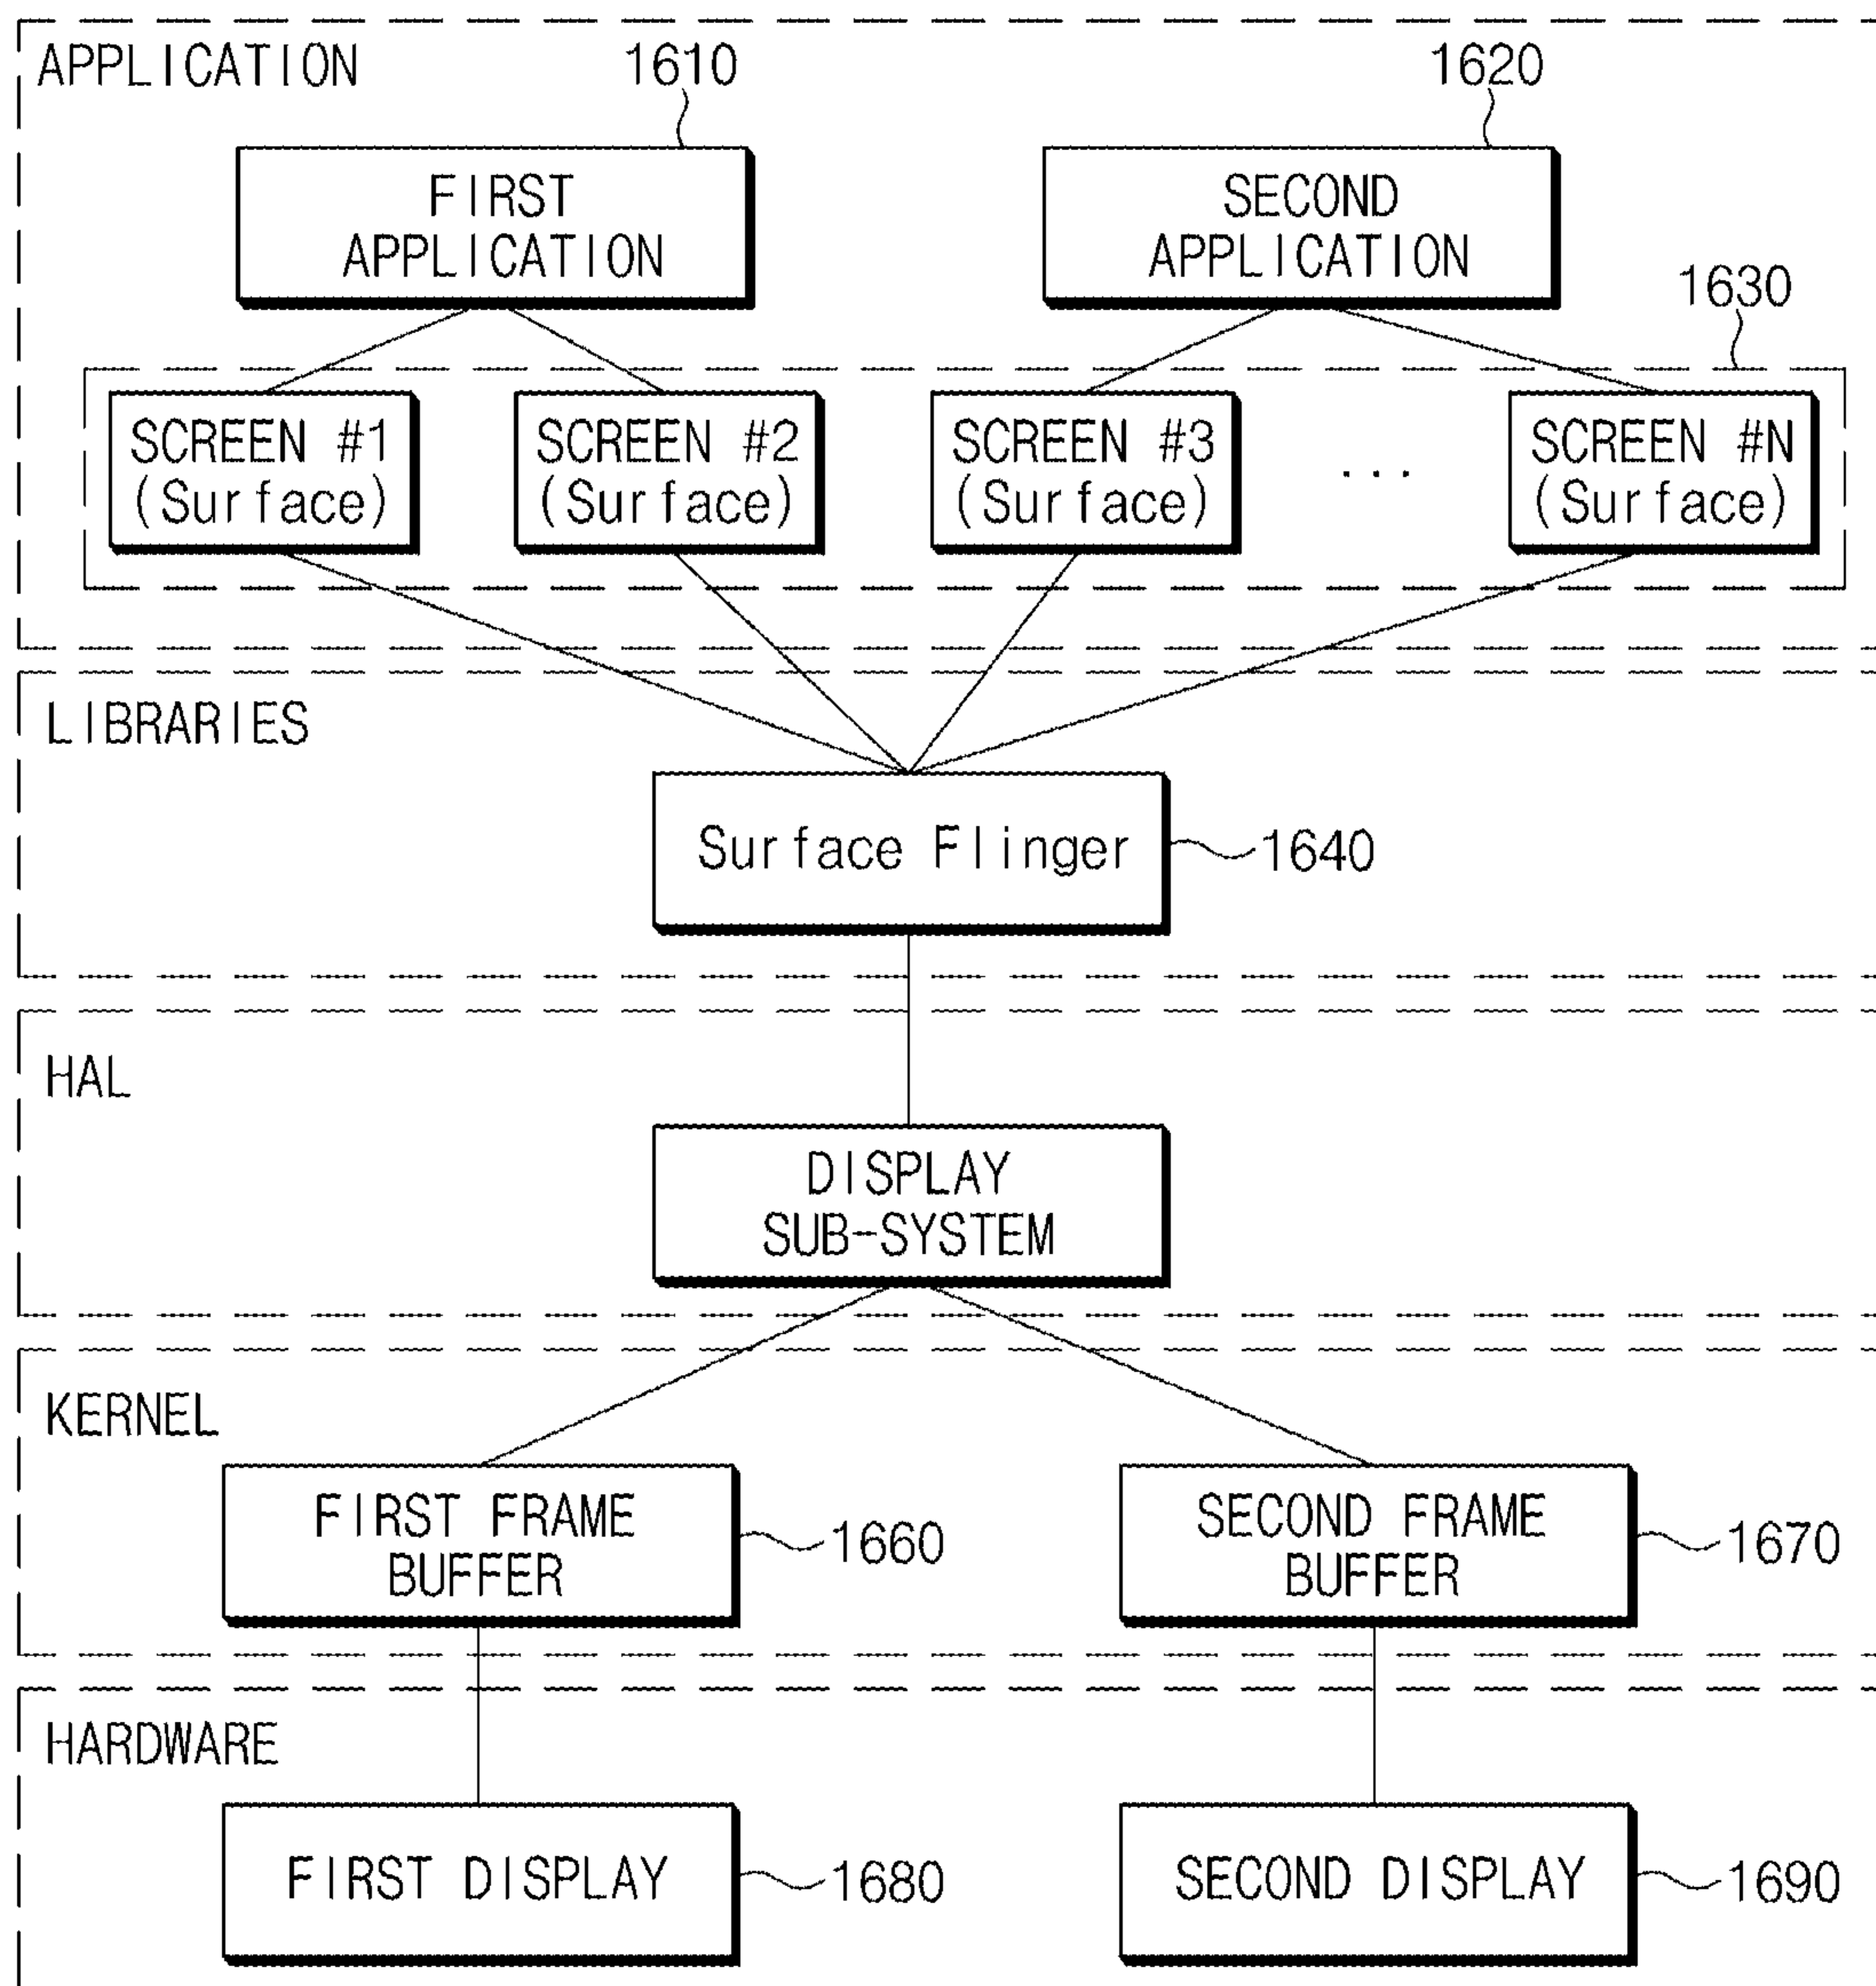 APPLICATION
1610
1620
FIRST
APPLICATION
SECOND
APPLICATION
1630
SCREEN #1
(Surface)
SCREEN #2
(Surface)
SCREEN #3
(Surface)
...
SCREEN #N
(Surface)
LIBRARIES
Surface Flinger
1640
HAL
DISPLAY
SUB-SYSTEM
KERNEL
FIRST FRAME
BUFFER
1660
SECOND FRAME
BUFFER
1670
HARDWARE
FIRST DISPLAY
1680
SECOND DISPLAY
1690